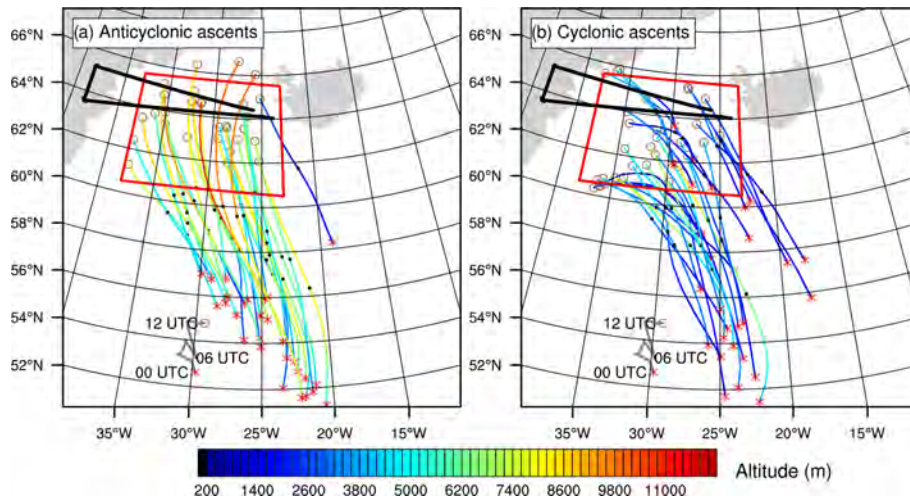 (a) Anticyclonic ascents
(b) Cyclonic ascents
66°N
64°N
62°N
60°N
58°N
56°N
54°N
52°N
12 UTC
06 UTC
00 UTC
35°W
30°W
25°W
20°W
15°W
66°N
64°N
62°N
60°N
58°N
56°N
54°N
52°N
12 UTC
06 UTC
00 UTC
35°W
30°W
25°W
20°W
15°W
Altitude (m)
200 1400 2600 3800 5000 6200 7400 8600 9800 11000